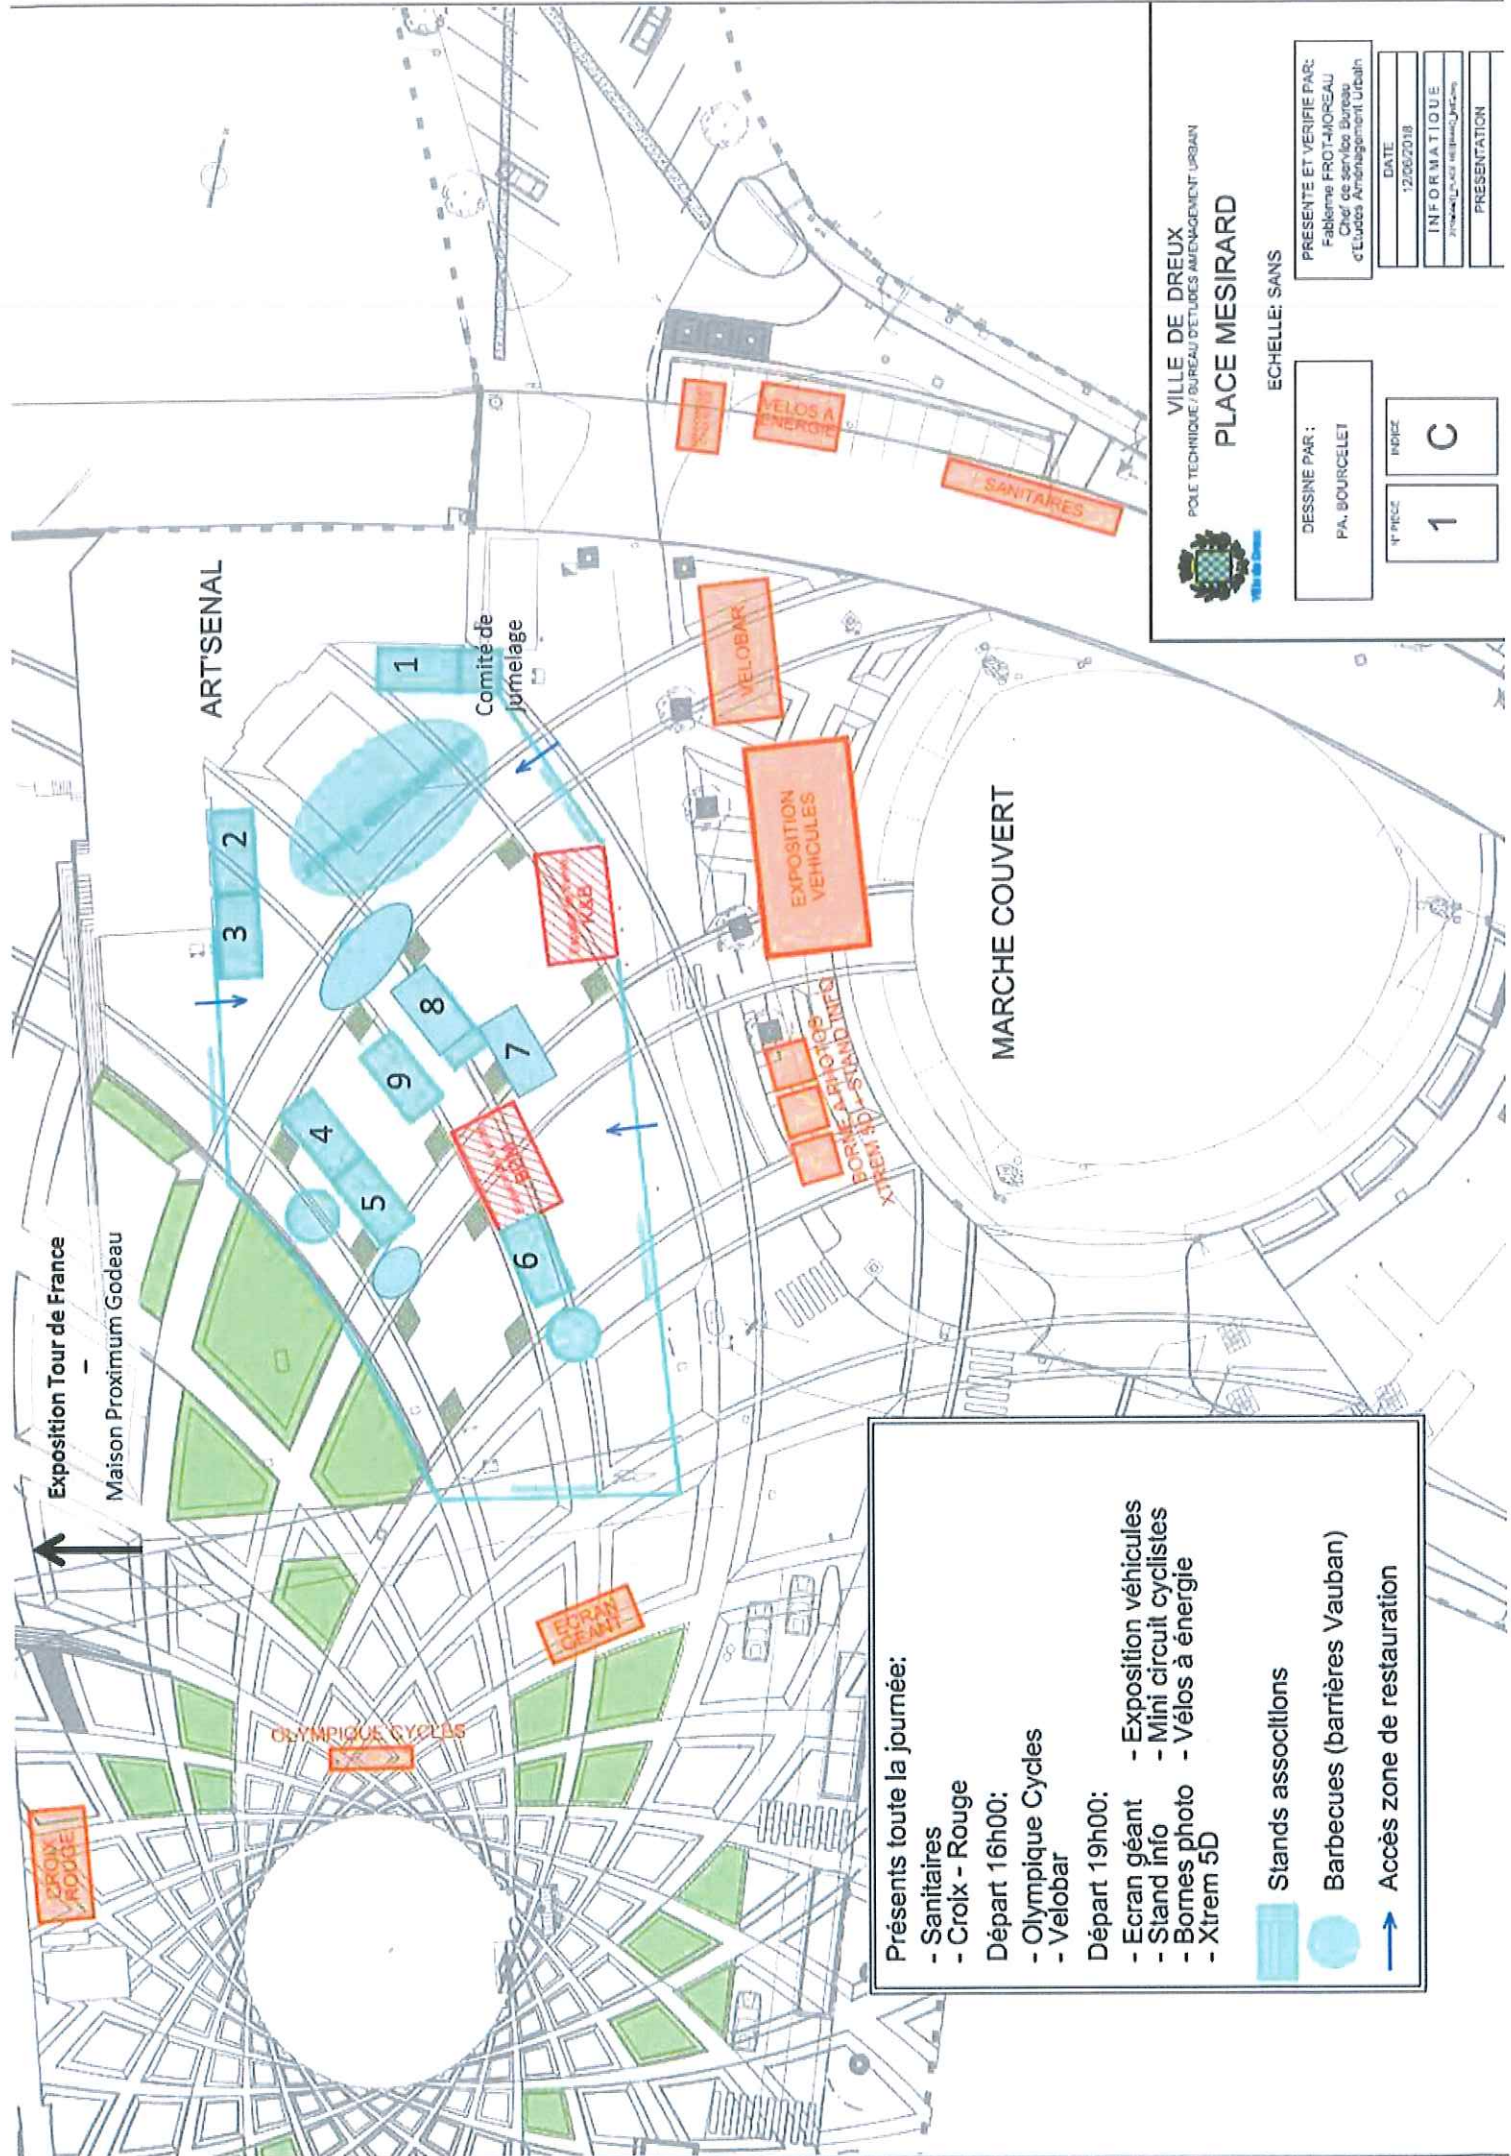 Exposition Tour de France
–
Maison Proximum Godeau
ART'SENAL
1
Comité de
jumelage
2
3
4
5
6
7
8
9
K&B
CROIX
ROUGE
OLYMPIQUE CYCLES
ECRAN
GEANT
BORNE A PHOTOS
XTREM 5D - STAND INFO
EXPOSITION
VEHICULES
VELOBAR
VELOS A
ENERGIE
SANITAIRES
MARCHE COUVERT
Présents toute la journée:
- Sanitaires
- Croix - Rouge
Départ 16h00:
- Olympique Cycles
- Velobar
Départ 19h00:
- Ecran géant - Exposition véhicules
- Stand info - Mini circuit cyclistes
- Bornes photo - Vélos à énergie
- Xtrem 5D
Stands assocItIons
Barbecues (barrières Vauban)
Accès zone de restauration
VILLE DE DREUX
POLE TECHNIQUE / BUREAU D'ETUDES AMENAGEMENT URBAIN
PLACE MESIRARD
ECHELLE: SANS
Ville de Dreux
DESSINE PAR :
PA. BOURCELET
N° PIECE
1
INDICE
C
PRESENTE ET VERIFIE PAR:
Fabienne FROT-MOREAU
Chef de service Bureau
d'Etudes Aménagement Urbain
DATE
12/06/2018
INFORMATIQUE
PRESENTATION